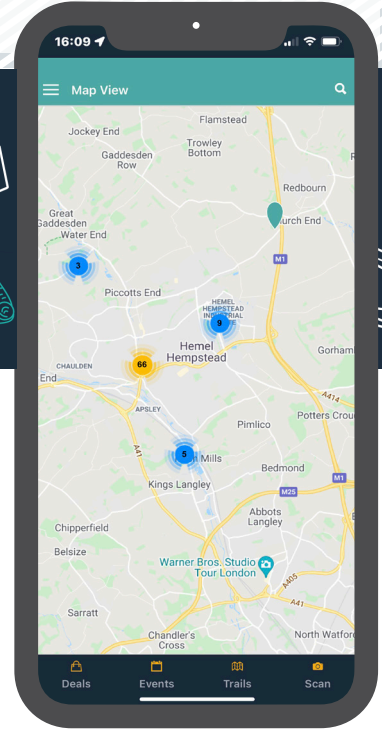 16:09
Map View
Flamstead
Jockey End
Trowley
Bottom
Gaddesden
Row
Redbourn
Great
Gaddesden
Water End
urch End
M1
3
Piccotts End
HEMEL
HEMPSTEAD
INDUSTRIAL
9
Hemel
Hempstead
66
Gorham
CHAULDEN
End
A414
APSLEY
Potters Crou
A41
Pimlico
5
Mills
Bedmond
Kings Langley
M1
M25
Abbots
Langley
Chipperfield
Belsize
Warner Bros. Studio
Tour London
A405
A41
Sarratt
Chandler's
Cross
North Watfor
Deals
Events
Trails
Scan